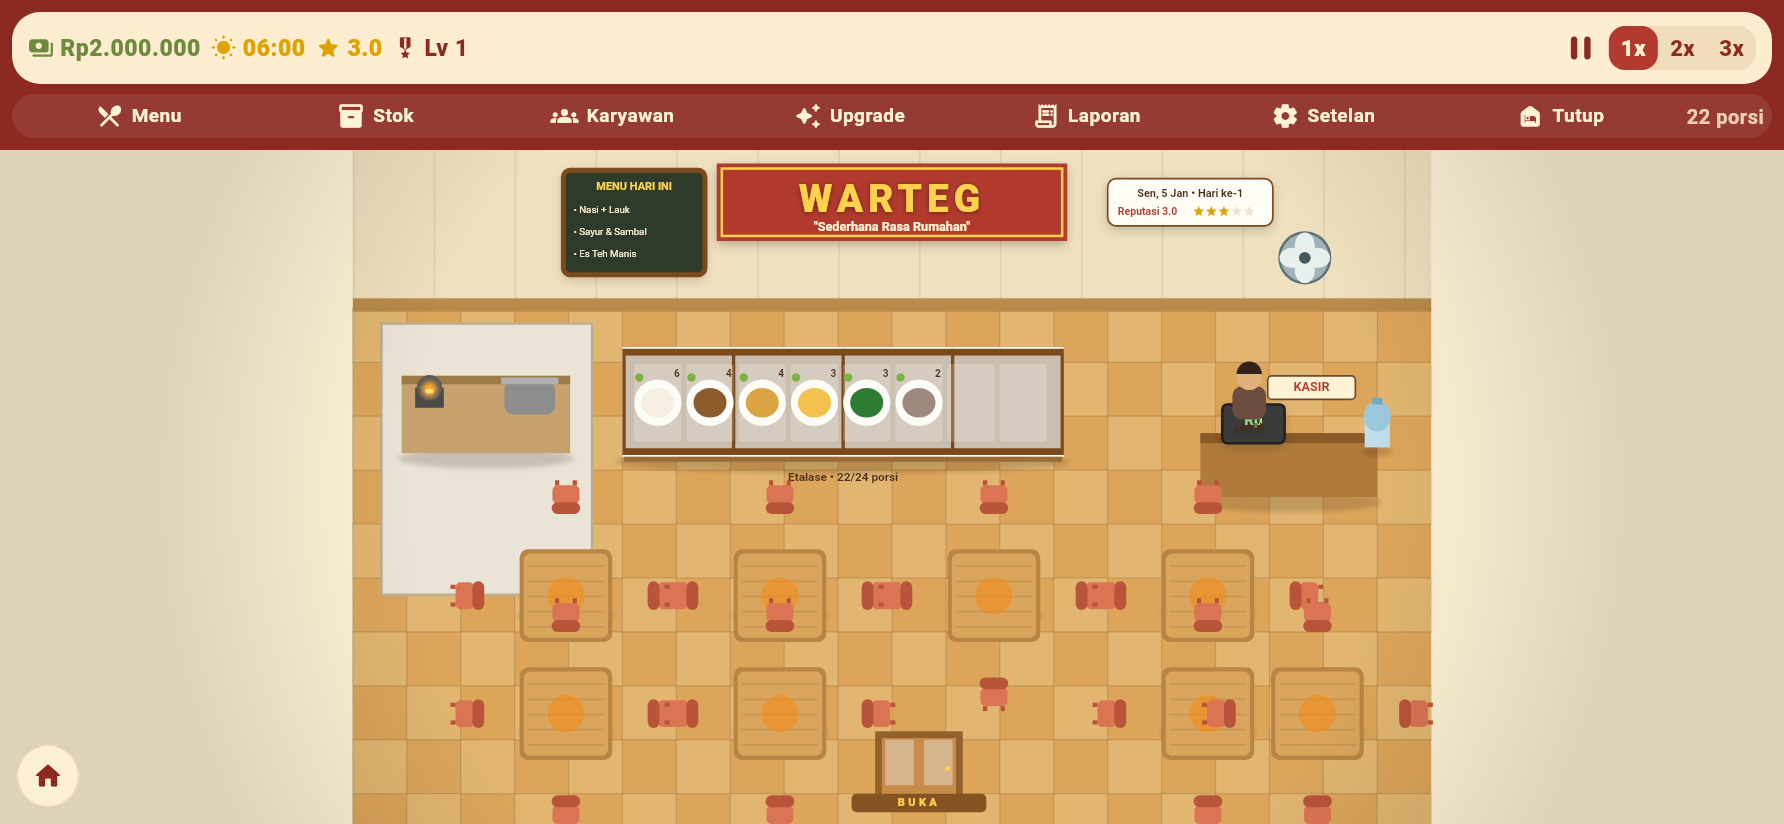 Rp2.000.000 06:00 3.0 Lv 1 1x 2x 3x
Menu Stok Karyawan Upgrade Laporan Setelan Tutup 22 porsi
MENU HARI INI
• Nasi + Lauk
• Sayur & Sambal
• Es Teh Manis
WARTEG
"Sederhana Rasa Rumahan"
Sen, 5 Jan • Hari ke-1
Reputasi 3.0
6 4 4 3 3 2
Etalase • 22/24 porsi
KASIR
BUKA